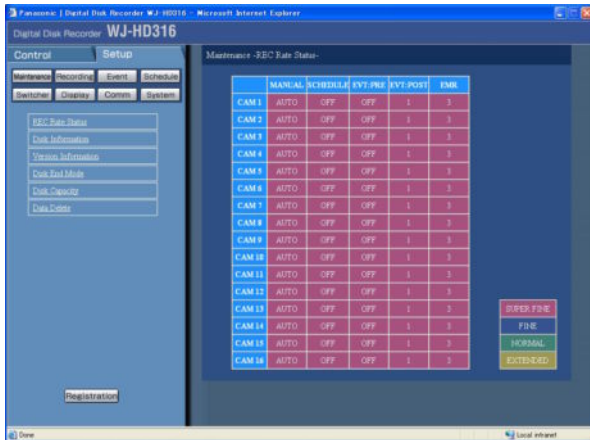 Panasonic | Digital Disk Recorder WJ-HD316 - Microsoft Internet Explorer
Digital Disk Recorder WJ-HD316
Control Setup
Maintenance Recording Event Schedule
Switcher Display Comm System
REC Rate Status
Disk Information
Version Information
Disk End Mode
Disk Capacity
Data Delete
Registration
Maintenance -REC Rate Status-
MANUAL SCHEDULE EVT:PRE EVT:POST EMR
CAM 1 AUTO OFF OFF 1 3
CAM 2 AUTO OFF OFF 1 3
CAM 3 AUTO OFF OFF 1 3
CAM 4 AUTO OFF OFF 1 3
CAM 5 AUTO OFF OFF 1 3
CAM 6 AUTO OFF OFF 1 3
CAM 7 AUTO OFF OFF 1 3
CAM 8 AUTO OFF OFF 1 3
CAM 9 AUTO OFF OFF 1 3
CAM 10 AUTO OFF OFF 1 3
CAM 11 AUTO OFF OFF 1 3
CAM 12 AUTO OFF OFF 1 3
CAM 13 AUTO OFF OFF 1 3
CAM 14 AUTO OFF OFF 1 3
CAM 15 AUTO OFF OFF 1 3
CAM 16 AUTO OFF OFF 1 3
SUPER FINE
FINE
NORMAL
EXTENDED
Done Local intranet